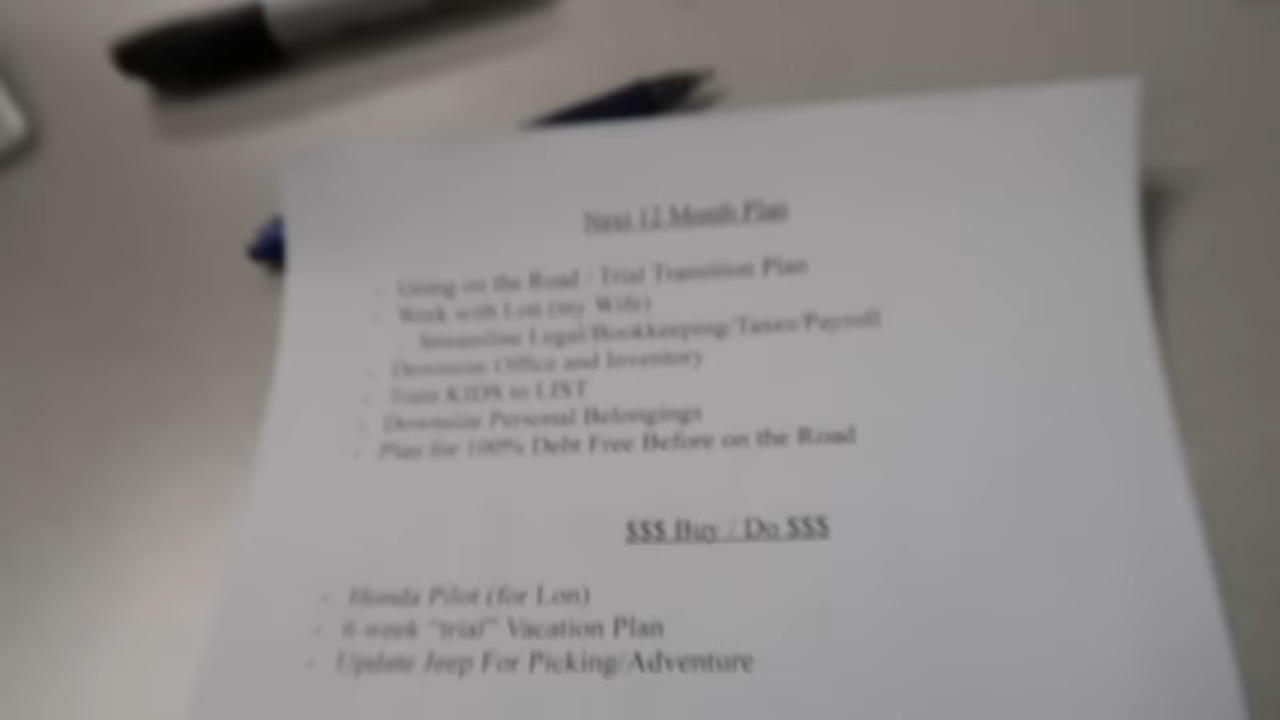 Next 12 Month Plan
- Going on the Road / Trial Transition Plan
- Work with Lori (my Wife)
- Streamline Legal/Bookkeeping/Taxes/Payroll
- Downsize Office and Inventory
- Train KIDS to LIST
- Downsize Personal Belongings
- Plan for 100% Debt Free Before on the Road
$$$ Buy / Do $$$
- Honda Pilot (for Lori)
- 6 week "trial" Vacation Plan
- Update Jeep For Picking/Adventure